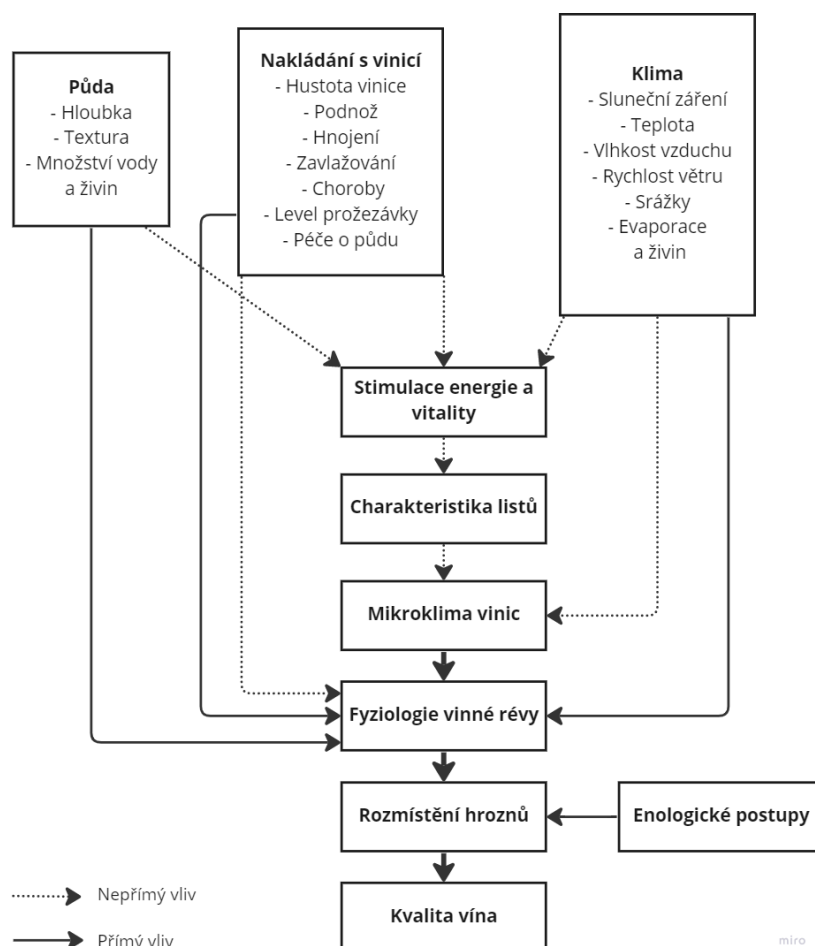 Půda
- Hloubka
- Textura
- Množství vody
a živin
Nakládání s vinicí
- Hustota vinice
- Podnož
- Hnojení
- Zavlažování
- Choroby
- Level prožezávky
- Péče o půdu
Klima
- Sluneční záření
- Teplota
- Vlhkost vzduchu
- Rychlost větru
- Srážky
- Evaporace
a živin
Stimulace energie a
vitality
Charakteristika listů
Mikroklima vinic
Fyziologie vinné révy
Rozmístění hroznů
Enologické postupy
Kvalita vína
Nepřímý vliv
Přímý vliv
miro